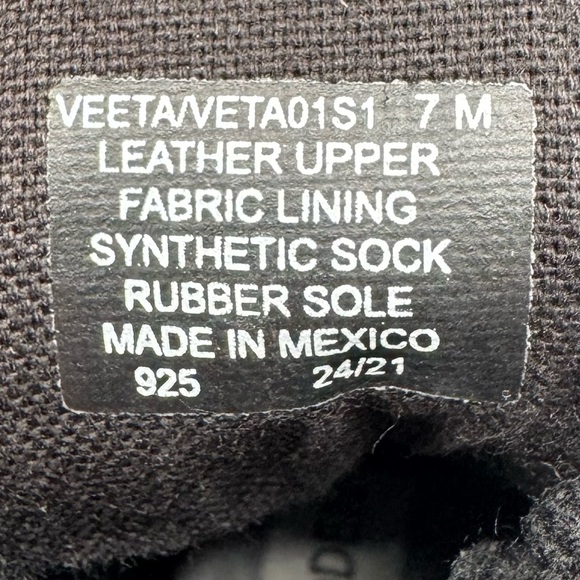 VEETA/VETA01S1 7 M
LEATHER UPPER
FABRIC LINING
SYNTHETIC SOCK
RUBBER SOLE
MADE IN MEXICO
925 24/21